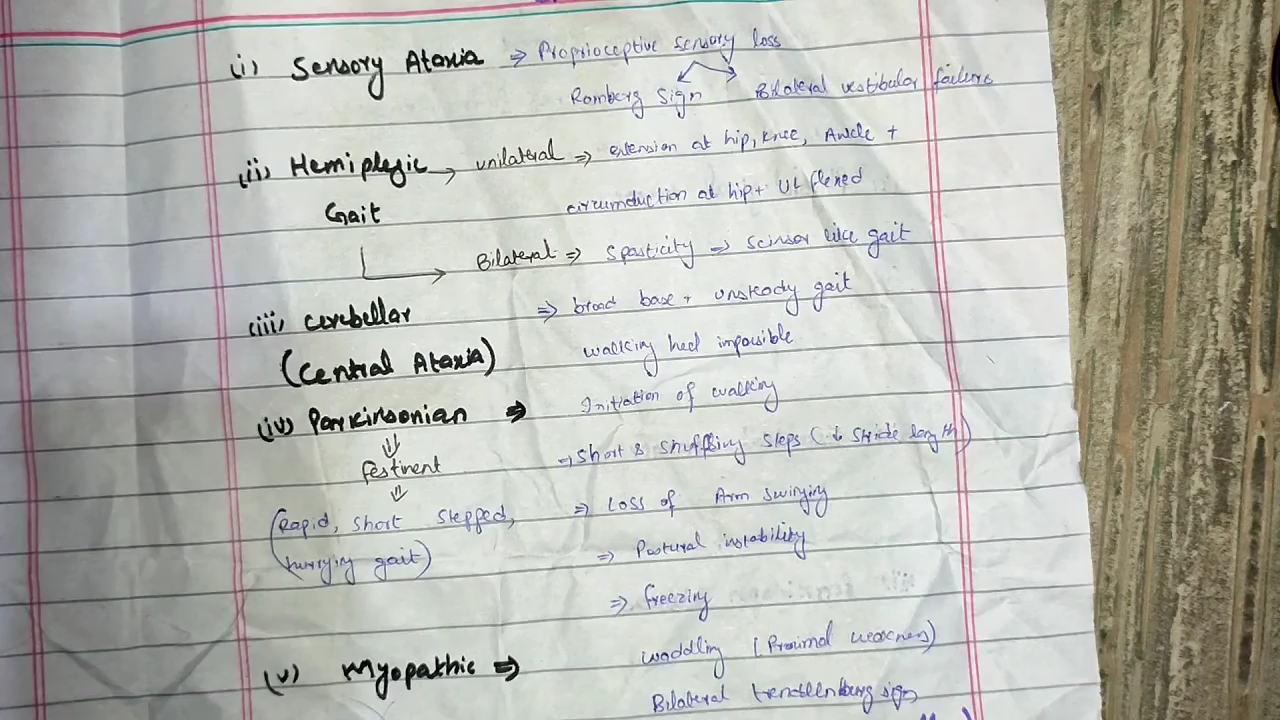 (i) Sensory Ataxia ⇒ Proprioceptive sensory loss
Romberg Sign Bilateral vestibular failure
(ii) Hemiplegic → unilateral ⇒ extension at hip, knee, Ankle +
Gait circumduction at hip + UL flexed
Bilateral ⇒ Spasticity ⇒ Scissor like gait
(iii) Cerebellar ⇒ broad base + unsteady gait
(Central Ataxia) walking heel impossible
(iv) Parkinsonian ⇒ Initiation of walking
⇓
festinent ⇒ Short & shuffling steps (↓ stride length)
⇓
(Rapid, short stepped, ⇒ Loss of Arm swinging
hurrying gait) ⇒ Postural instability
⇒ freezing
(v) Myopathic ⇒ waddling (Proximal weakness)
Bilateral trendlenburg sign